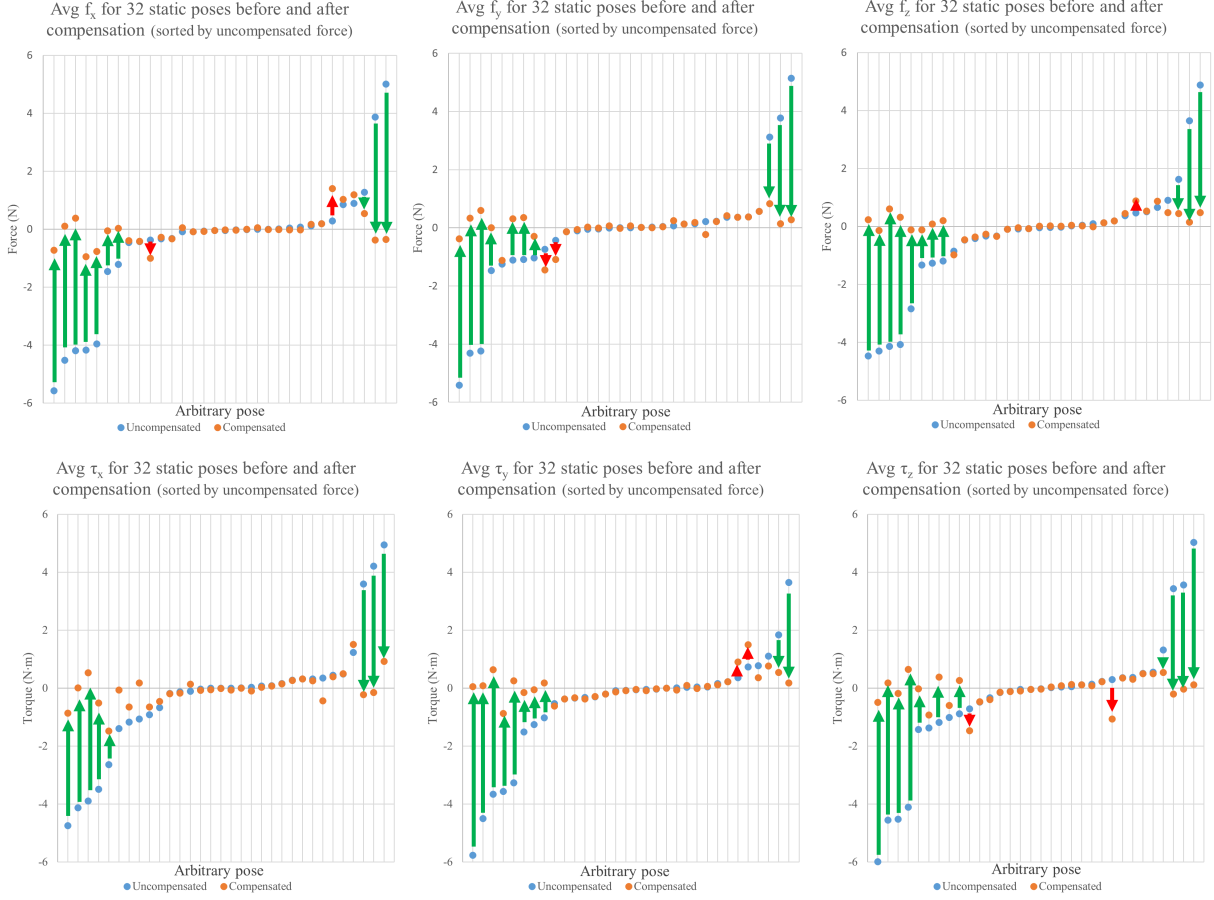 Avg fx for 32 static poses before and after
compensation (sorted by uncompensated force)
6
4
2
0
-2
-4
-6
Force (N)
Arbitrary pose
Uncompensated Compensated
Avg fy for 32 static poses before and after
compensation (sorted by uncompensated force)
6
4
2
0
-2
-4
-6
Force (N)
Arbitrary pose
Uncompensated Compensated
Avg fz for 32 static poses before and after
compensation (sorted by uncompensated force)
6
4
2
0
-2
-4
-6
Force (N)
Arbitrary pose
Uncompensated Compensated
Avg τx for 32 static poses before and after
compensation (sorted by uncompensated force)
6
4
2
0
-2
-4
-6
Torque (N·m)
Arbitrary pose
Uncompensated Compensated
Avg τy for 32 static poses before and after
compensation (sorted by uncompensated force)
6
4
2
0
-2
-4
-6
Torque (N·m)
Arbitrary pose
Uncompensated Compensated
Avg τz for 32 static poses before and after
compensation (sorted by uncompensated force)
6
4
2
0
-2
-4
-6
Torque (N·m)
Arbitrary pose
Uncompensated Compensated